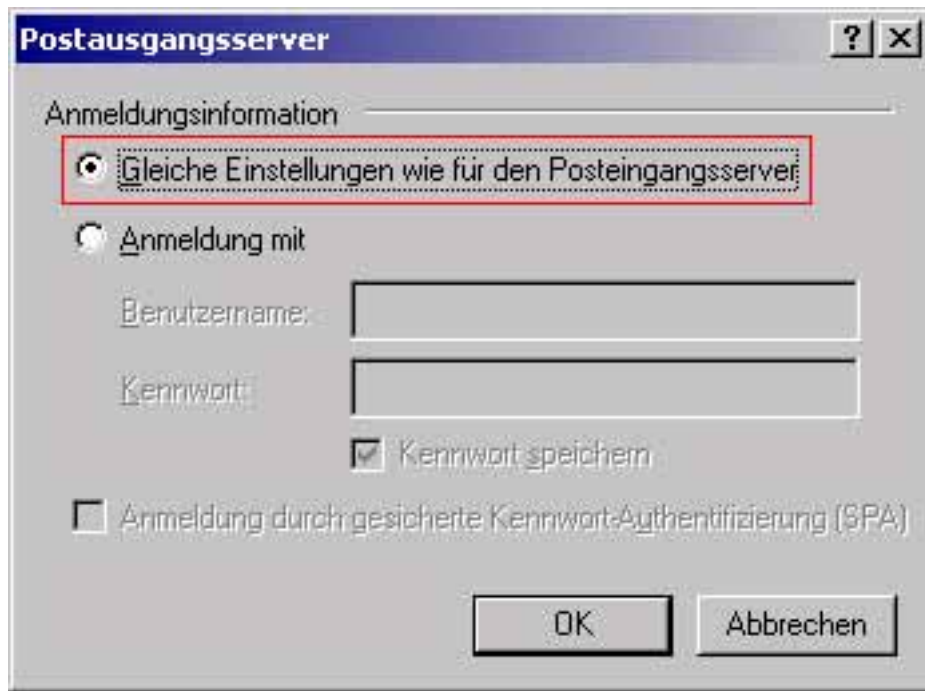 Postausgangsserver
Anmeldungsinformation
Gleiche Einstellungen wie für den Posteingangsserver
Anmeldung mit
Benutzername:
Kennwort:
Kennwort speichern
Anmeldung durch gesicherte Kennwort-Authentifizierung (SPA)
OK Abbrechen